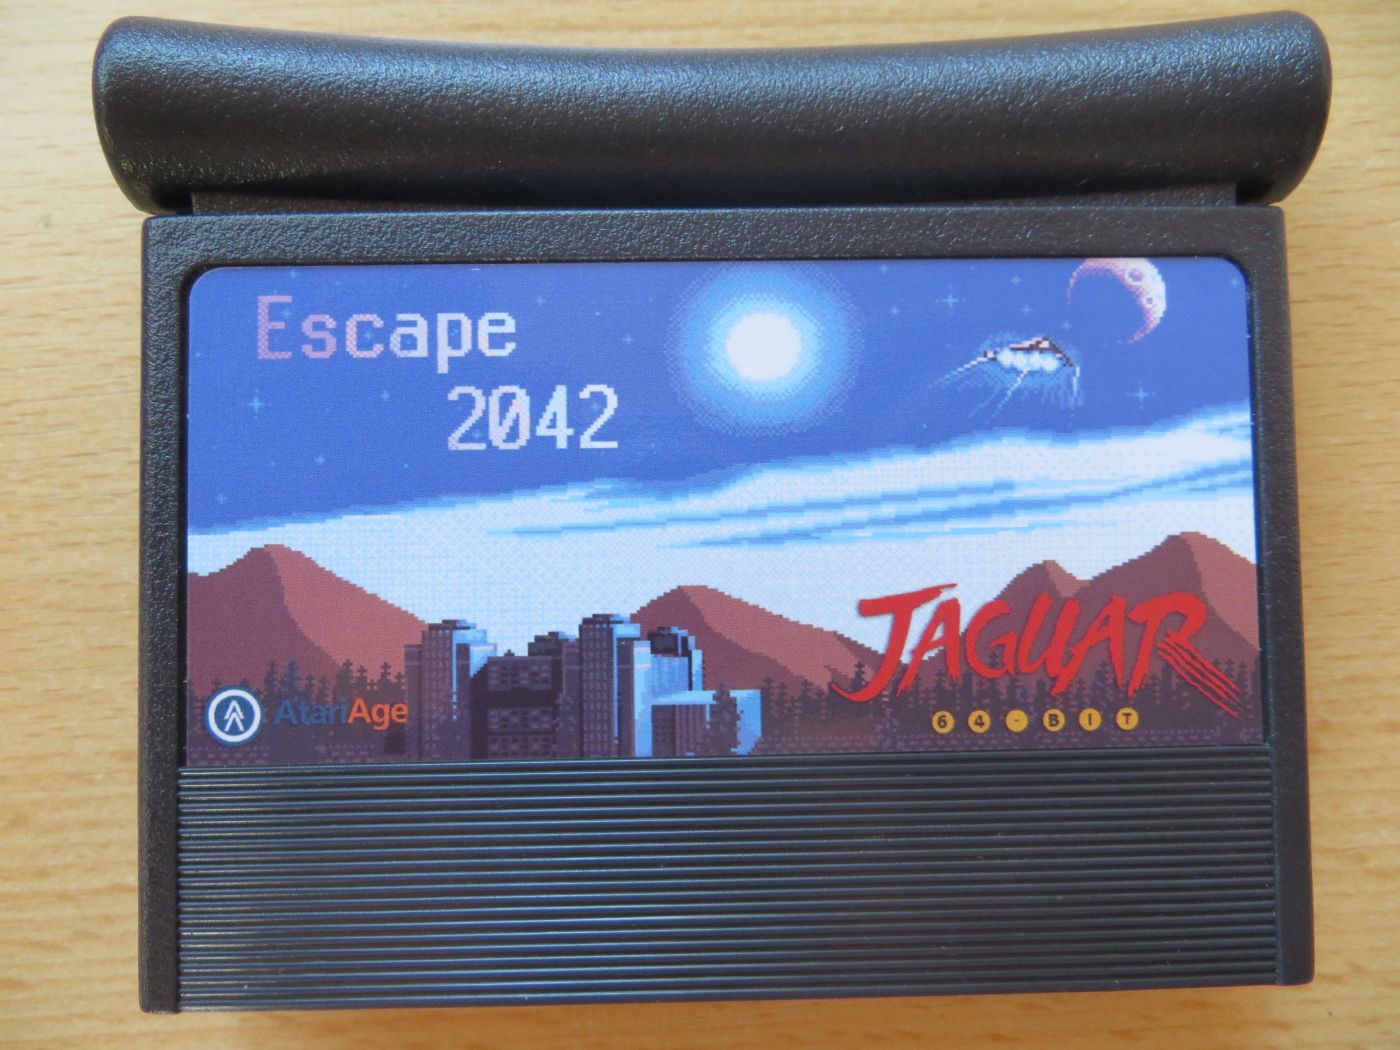 Escape
2042
JAGUAR
64-BIT
AtariAge